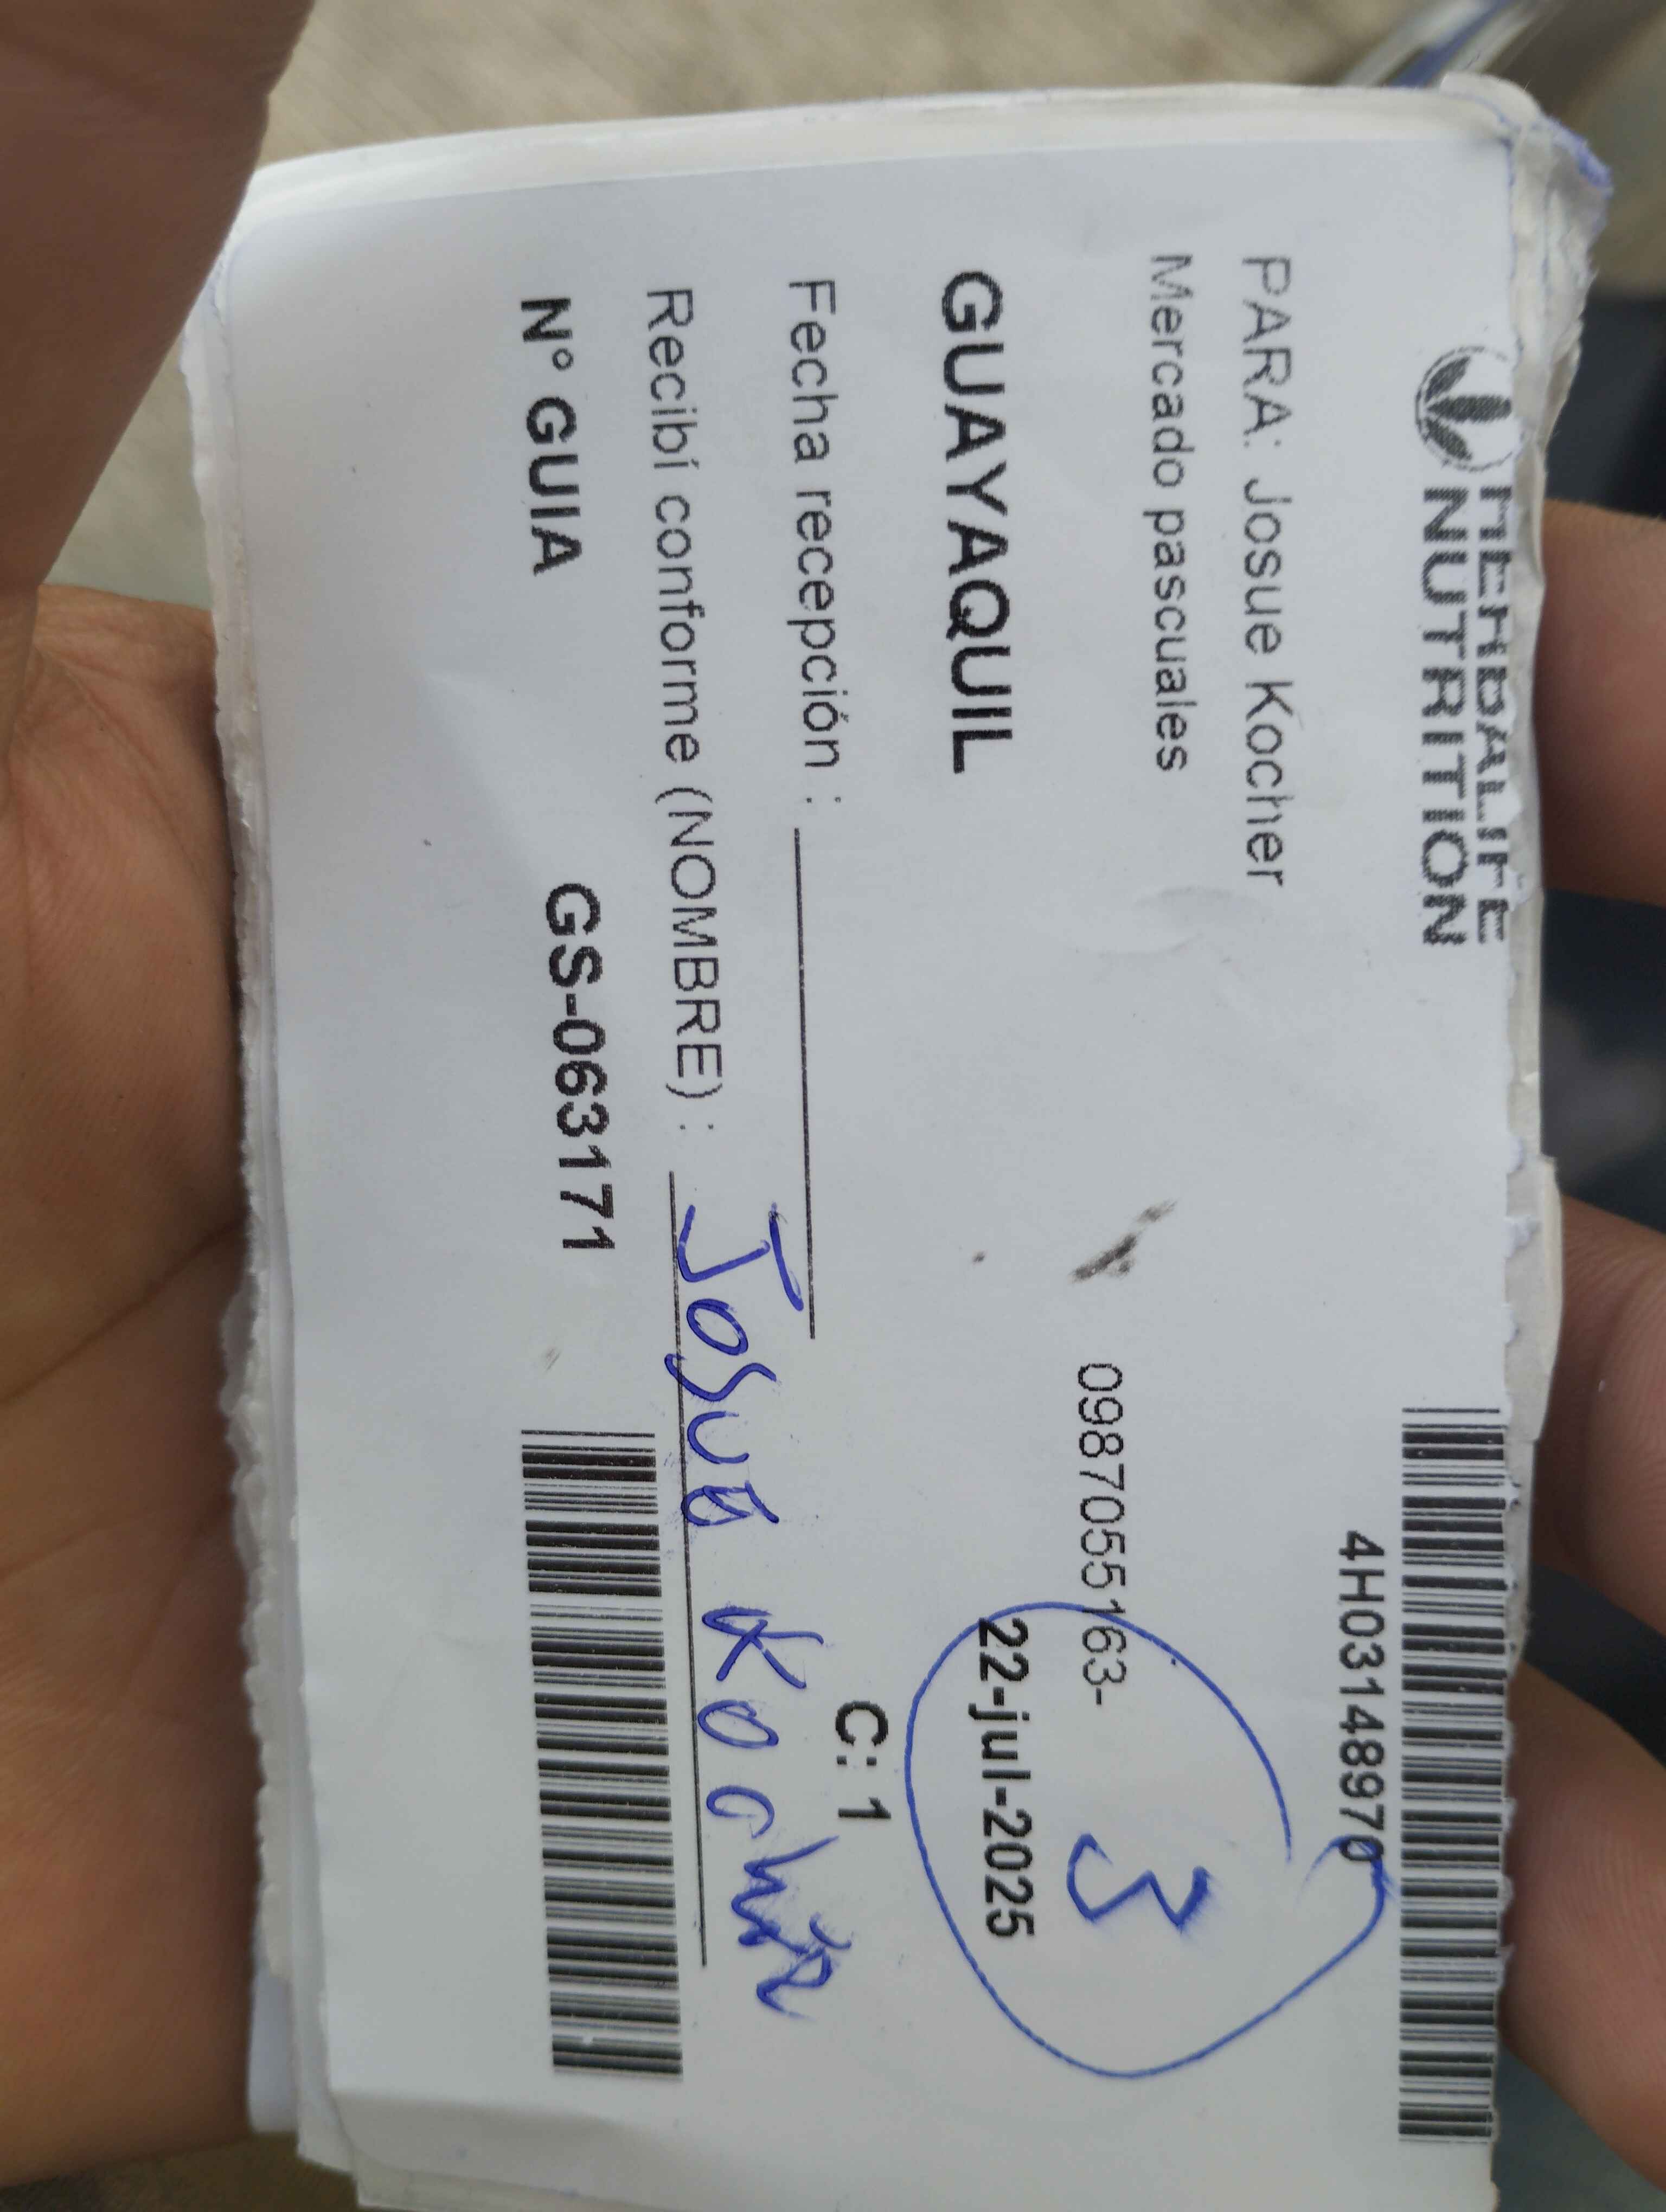 HERBALIFE
NUTRITION
4H03148970
PARA: Josue Kocher
Mercado pascuales
0987055163-
3
GUAYAQUIL
22-jul-2025
Fecha recepción :
C: 1
Recibí conforme (NOMBRE) : Josue Kocher
N° GUIA GS-063171